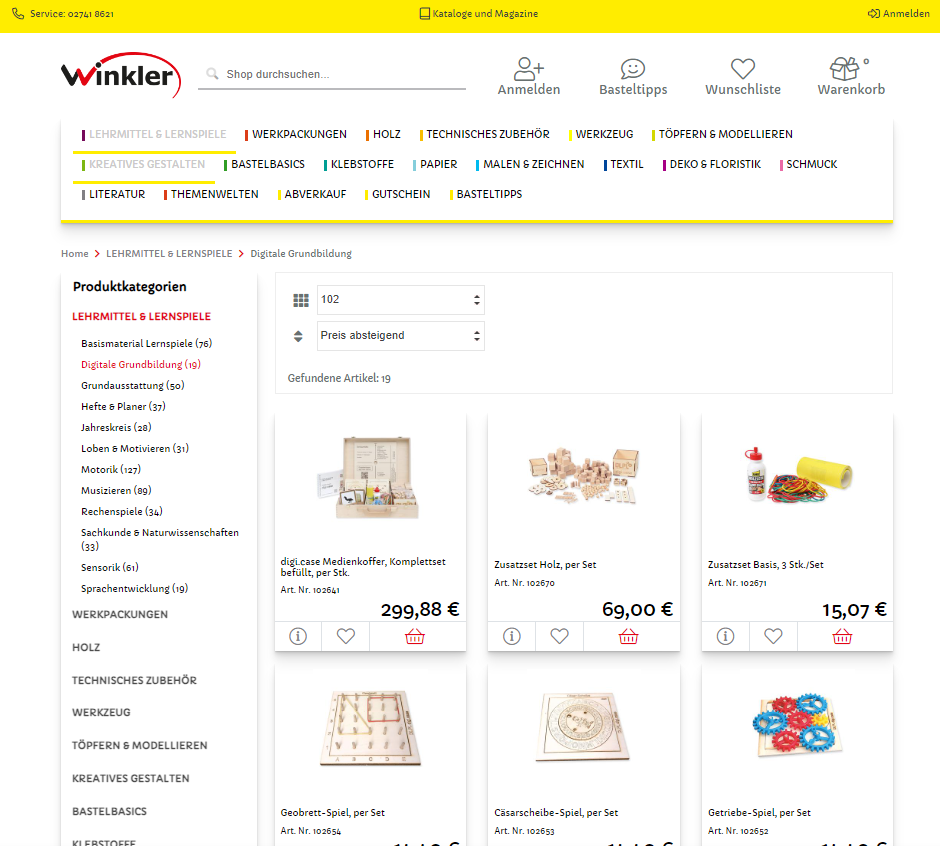 Service: 02741 8621
Kataloge und Magazine
Anmelden
Winkler
Shop durchsuchen...
Anmelden
Basteltipps
Wunschliste
0
Warenkorb
LEHRMITTEL & LERNSPIELE
WERKPACKUNGEN
HOLZ
TECHNISCHES ZUBEHÖR
WERKZEUG
TÖPFERN & MODELLIEREN
KREATIVES GESTALTEN
BASTELBASICS
KLEBSTOFFE
PAPIER
MALEN & ZEICHNEN
TEXTIL
DEKO & FLORISTIK
SCHMUCK
LITERATUR
THEMENWELTEN
ABVERKAUF
GUTSCHEIN
BASTELTIPPS
Home > LEHRMITTEL & LERNSPIELE > Digitale Grundbildung
Produktkategorien
LEHRMITTEL & LERNSPIELE
Basismaterial Lernspiele (76)
Digitale Grundbildung (19)
Grundausstattung (50)
Hefte & Planer (37)
Jahreskreis (28)
Loben & Motivieren (31)
Motorik (127)
Musizieren (89)
Rechenspiele (34)
Sachkunde & Naturwissenschaften
(33)
Sensorik (61)
Sprachentwicklung (19)
WERKPACKUNGEN
HOLZ
TECHNISCHES ZUBEHÖR
WERKZEUG
TÖPFERN & MODELLIEREN
KREATIVES GESTALTEN
BASTELBASICS
KLEBSTOFFE
102
Preis absteigend
Gefundene Artikel: 19
digi.case Medienkoffer, Komplettset
befüllt, per Stk.
Art. Nr. 102641
299,88 €
Zusatzset Holz, per Set
Art. Nr. 102670
69,00 €
Zusatzset Basis, 3 Stk./Set
Art. Nr. 102671
15,07 €
Geobrett-Spiel, per Set
Art. Nr. 102654
Cäsarscheibe-Spiel, per Set
Art. Nr. 102653
Getriebe-Spiel, per Set
Art. Nr. 102652